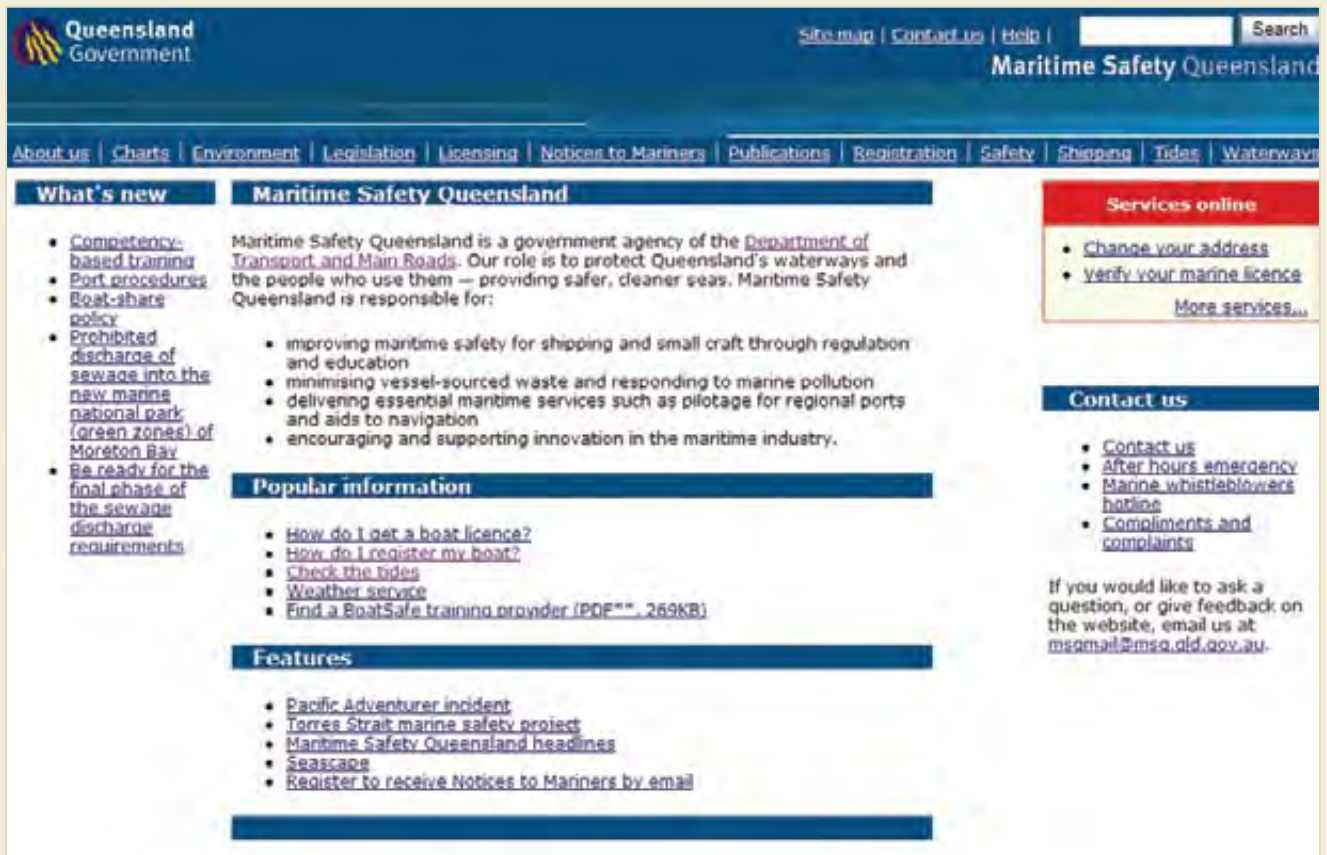 Queensland
Government
Site map | Contact us | Help |
Search
Maritime Safety Queensland
About us | Charts | Environment | Legislation | Licensing | Notices to Mariners | Publications | Registration | Safety | Shipping | Tides | Waterways
What's new
• Competency-
based training
• Port procedures
• Boat-share
policy
• Prohibited
discharge of
sewage into the
new marine
national park
(green zones) of
Moreton Bay
• Be ready for the
final phase of
the sewage
discharge
requirements
Maritime Safety Queensland
Maritime Safety Queensland is a government agency of the Department of
Transport and Main Roads. Our role is to protect Queensland's waterways and
the people who use them — providing safer, cleaner seas. Maritime Safety
Queensland is responsible for:
• improving maritime safety for shipping and small craft through regulation
and education
• minimising vessel-sourced waste and responding to marine pollution
• delivering essential maritime services such as pilotage for regional ports
and aids to navigation
• encouraging and supporting innovation in the maritime industry.
Popular information
• How do I get a boat licence?
• How do I register my boat?
• Check the tides
• Weather service
• Find a BoatSafe training provider (PDF**, 269KB)
Features
• Pacific Adventurer incident
• Torres Strait marine safety project
• Maritime Safety Queensland headlines
• Seascape
• Register to receive Notices to Mariners by email
Services online
• Change your address
• Verify your marine licence
More services...
Contact us
• Contact us
• After hours emergency
• Marine whistleblowers
hotline
• Compliments and
complaints
If you would like to ask a
question, or give feedback on
the website, email us at
msqmail@msq.qld.gov.au.